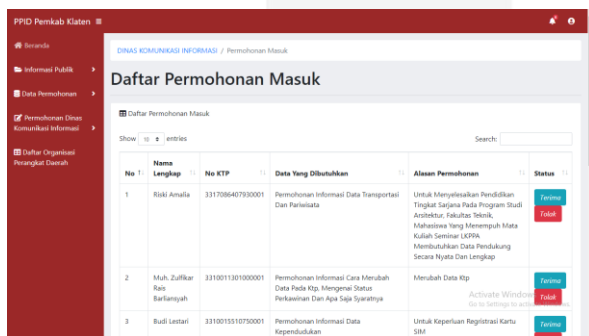 PPID Pemkab Klaten
Beranda
Informasi Publik
Data Permohonan
Permohonan Dinas
Komunikasi Informasi
Daftar Organisasi
Perangkat Daerah
DINAS KOMUNIKASI INFORMASI / Permohonan Masuk
Daftar Permohonan Masuk
Daftar Permohonan Masuk
Show 10 entries
Search:
No Nama Lengkap No KTP Data Yang Dibutuhkan Alasan Permohonan Status
1 Riski Amalia 3317086407930001 Permohonan Informasi Data Transportasi Untuk Menyelesaikan Pendidikan Terima
Dan Pariwisata Tingkat Sarjana Pada Program Studi Tolak
Arsitektur, Fakultas Teknik,
Mahasiswa Yang Menempuh Mata
Kuliah Seminar LKPPA
Membutuhkan Data Pendukung
Secara Nyata Dan Lengkap
2 Muh. Zulfikar 3310011301000001 Permohonan Informasi Cara Merubah Merubah Data Ktp Terima
Rais Data Pada Ktp, Mengenai Status Tolak
Barliansyah Perkawinan Dan Apa Saja Syaratnya
Activate Windows
Go to Settings to activate Windows.
3 Budi Lestari 3310015510750001 Permohonan Informasi Data Untuk Keperluan Registrasi Kartu Terima
Kependudukan SIM